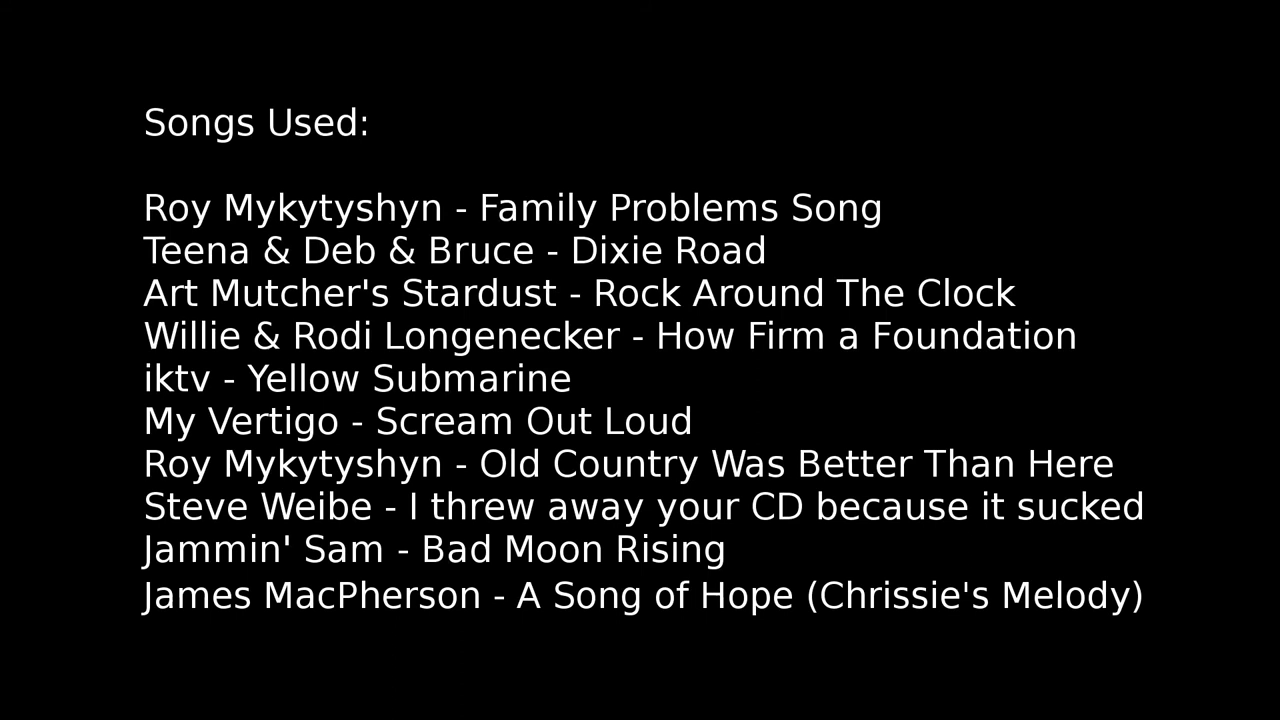 Songs Used:
Roy Mykytyshyn - Family Problems Song
Teena & Deb & Bruce - Dixie Road
Art Mutcher's Stardust - Rock Around The Clock
Willie & Rodi Longenecker - How Firm a Foundation
iktv - Yellow Submarine
My Vertigo - Scream Out Loud
Roy Mykytyshyn - Old Country Was Better Than Here
Steve Weibe - I threw away your CD because it sucked
Jammin' Sam - Bad Moon Rising
James MacPherson - A Song of Hope (Chrissie's Melody)